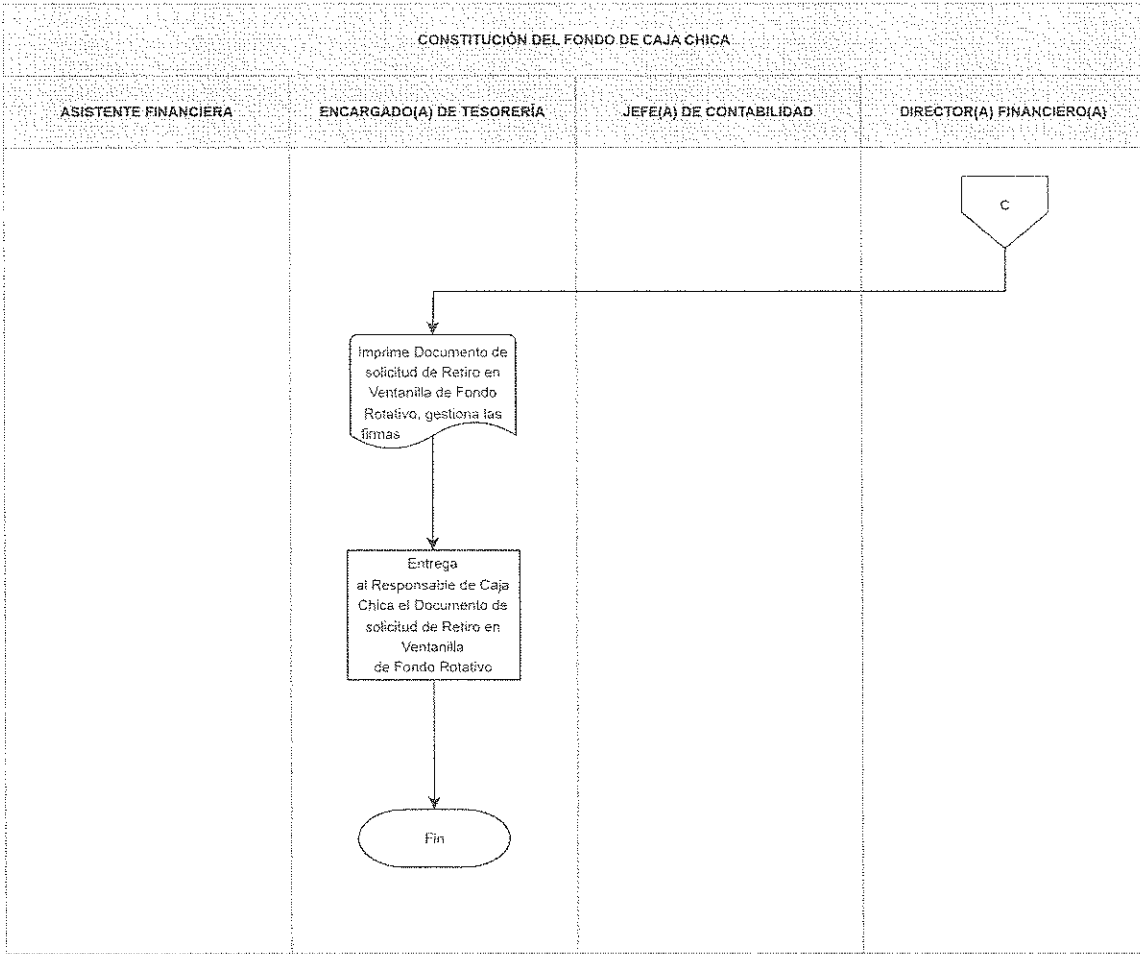 CONSTITUCIÓN DEL FONDO DE CAJA CHICA
ASISTENTE FINANCIERA
ENCARGADO(A) DE TESORERÍA
JEFE(A) DE CONTABILIDAD
DIRECTOR(A) FINANCIERO(A)
C
Imprime Documento de
solicitud de Retiro en
Ventanilla de Fondo
Rotativo, gestiona las
firmas
Entrega
al Responsable de Caja
Chica el Documento de
solicitud de Retiro en
Ventanilla
de Fondo Rotativo
Fin